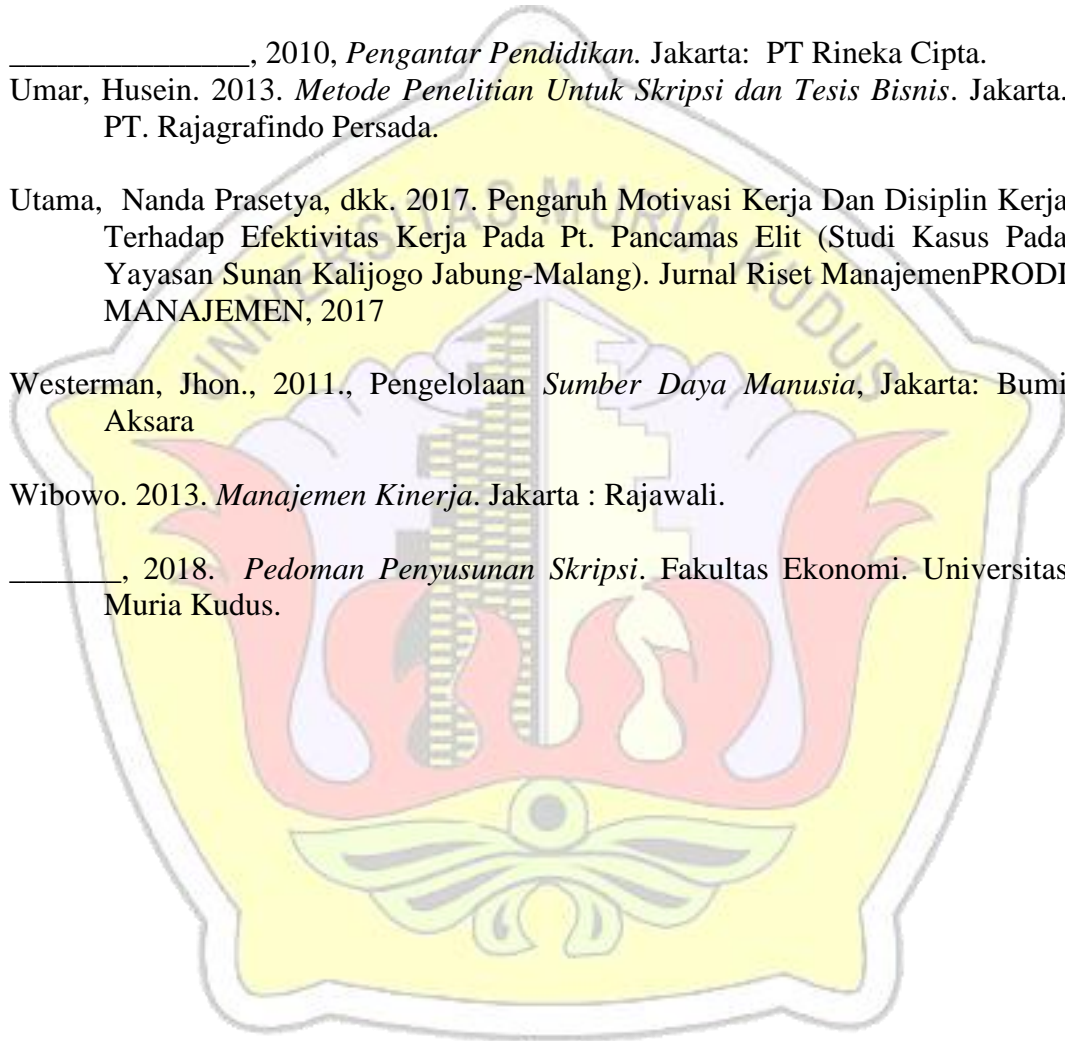 _______________, 2010, Pengantar Pendidikan. Jakarta: PT Rineka Cipta.
Umar, Husein. 2013. Metode Penelitian Untuk Skripsi dan Tesis Bisnis. Jakarta.
PT. Rajagrafindo Persada.
Utama, Nanda Prasetya, dkk. 2017. Pengaruh Motivasi Kerja Dan Disiplin Kerja
Terhadap Efektivitas Kerja Pada Pt. Pancamas Elit (Studi Kasus Pada
Yayasan Sunan Kalijogo Jabung-Malang). Jurnal Riset ManajemenPRODI
MANAJEMEN, 2017
Westerman, Jhon., 2011., Pengelolaan Sumber Daya Manusia, Jakarta: Bumi
Aksara
Wibowo. 2013. Manajemen Kinerja. Jakarta : Rajawali.
_______, 2018. Pedoman Penyusunan Skripsi. Fakultas Ekonomi. Universitas
Muria Kudus.
UNIVERSITAS MURIA KUDUS